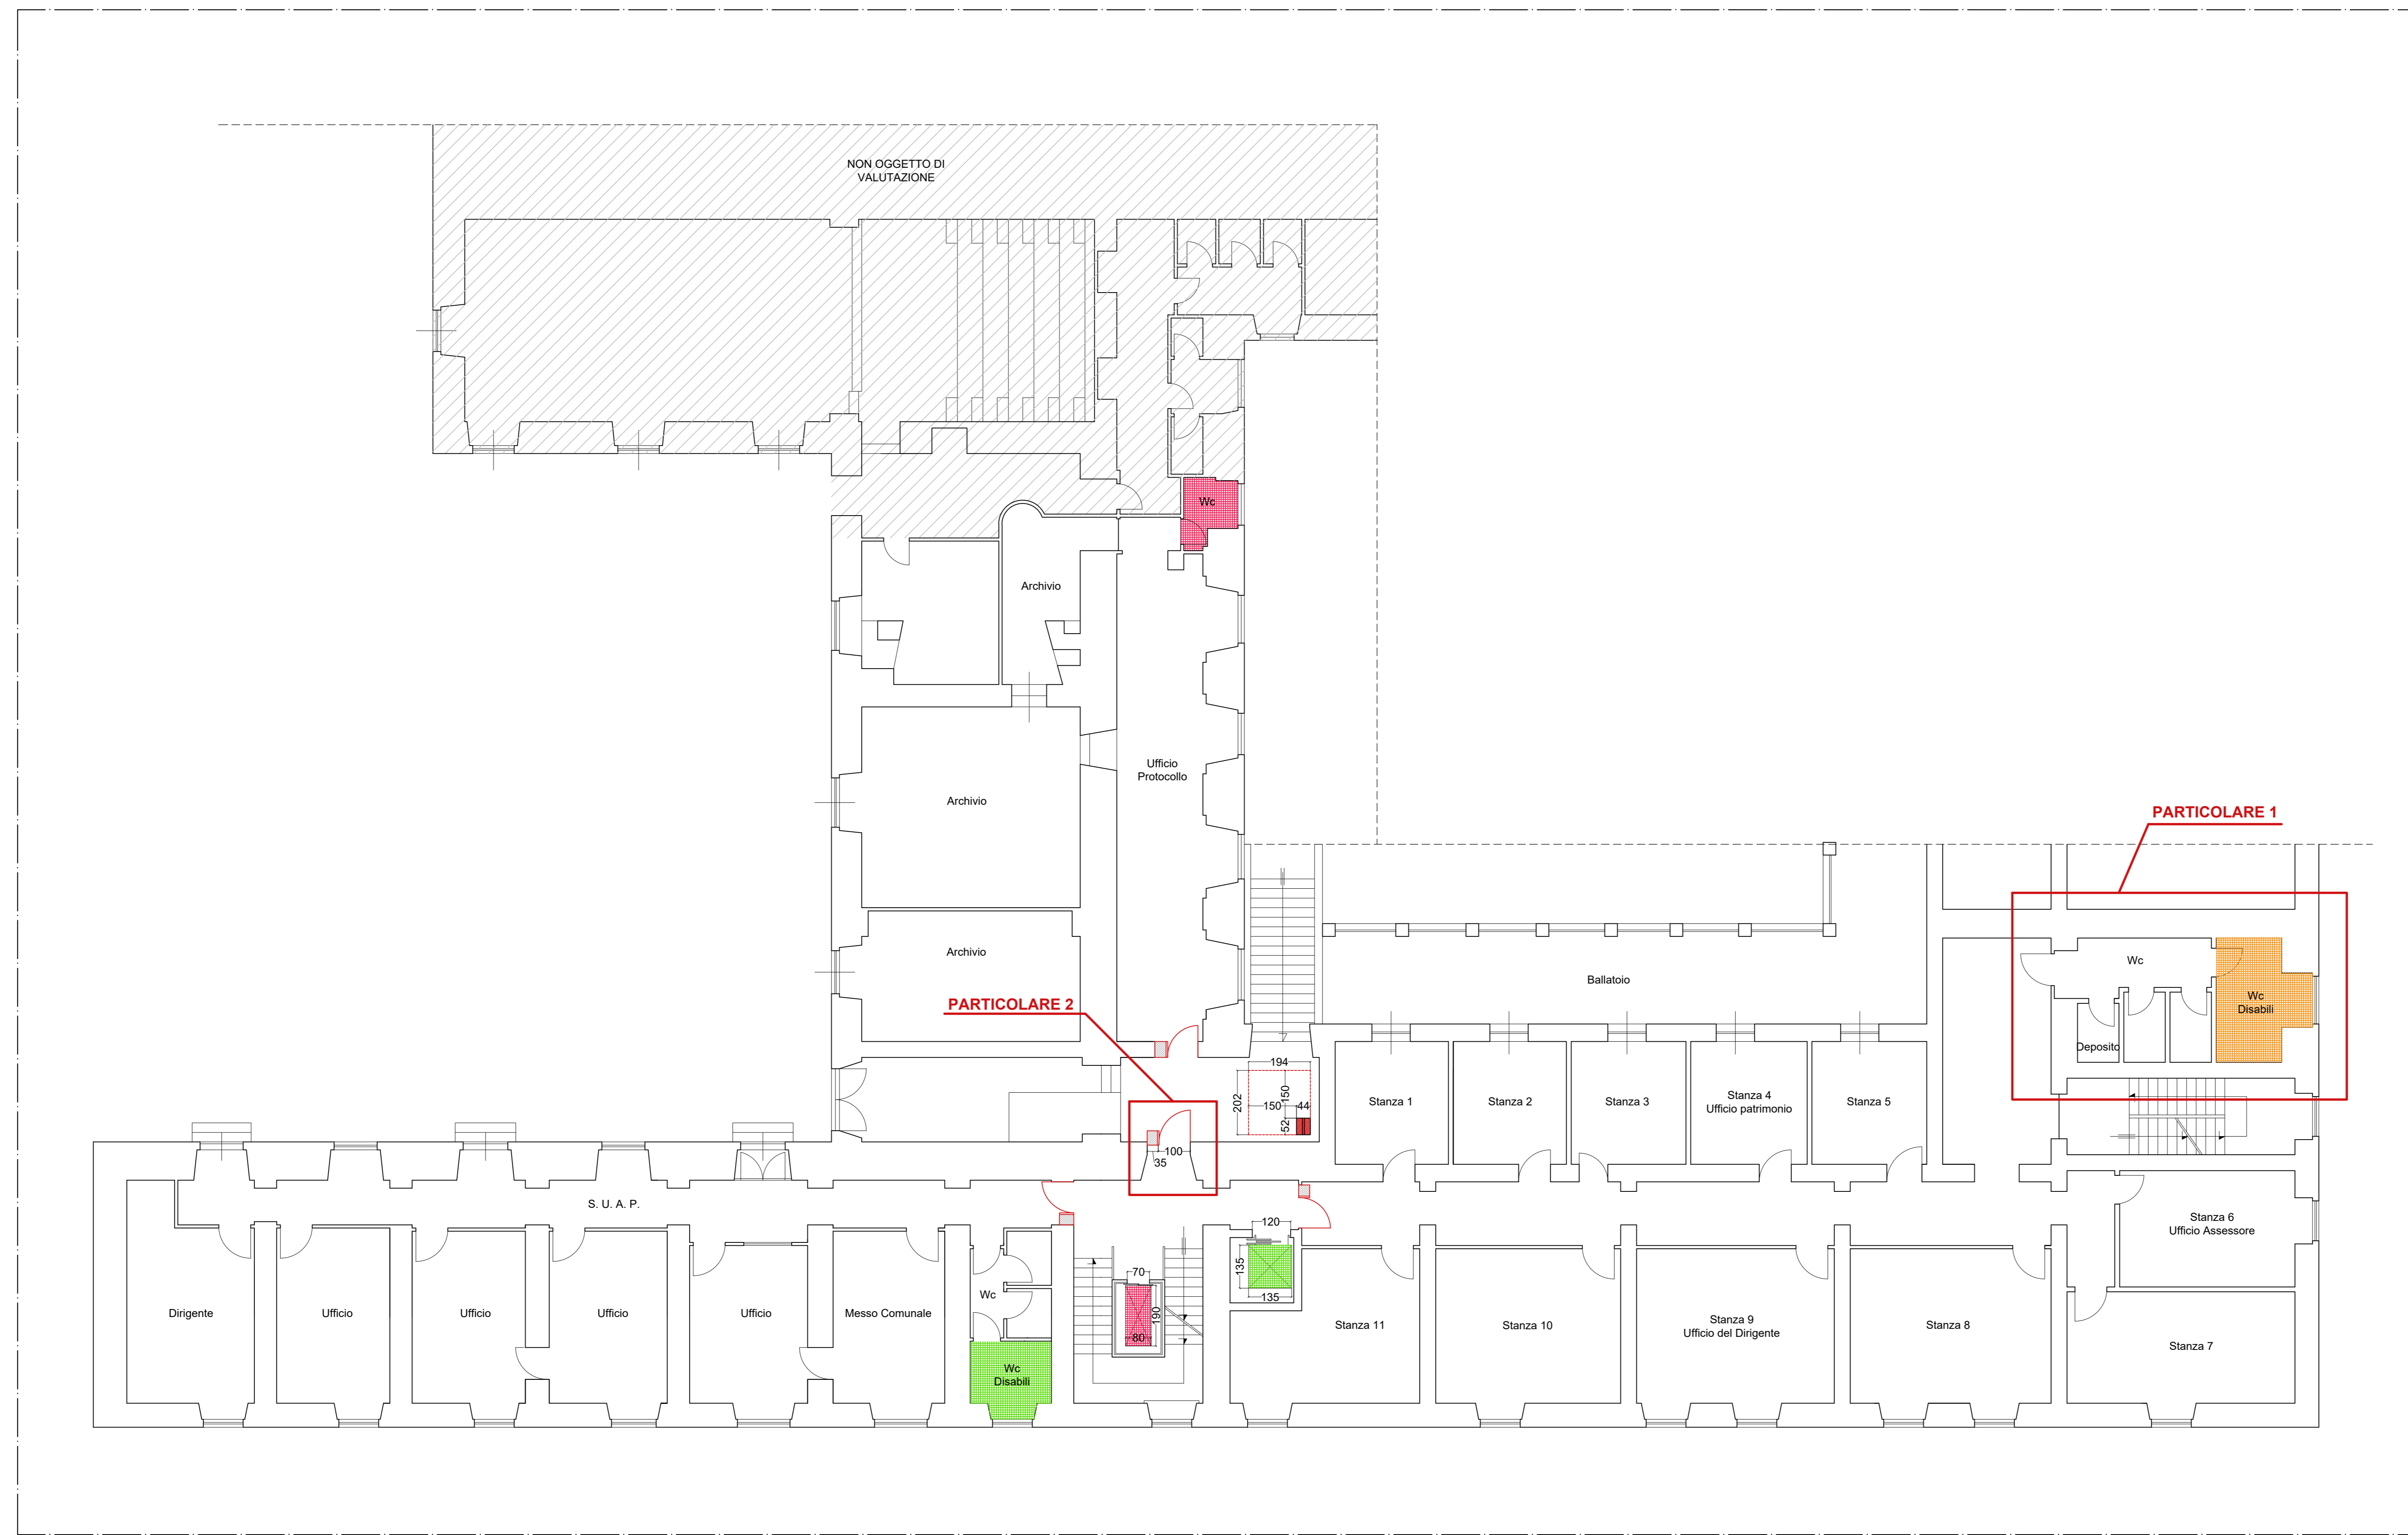 NON OGGETTO DI
VALUTAZIONE
Wc
Archivio
Ufficio
Protocollo
Archivio
PARTICOLARE 1
Archivio
Wc
Ballatoio
Wc
Disabili
PARTICOLARE 2
Deposito
194
202
150
150
44
52
Stanza 1
Stanza 2
Stanza 3
Stanza 4
Ufficio patrimonio
Stanza 5
100
35
S. U. A. P.
120
135
135
Stanza 6
Ufficio Assessore
70
190
80
Dirigente
Ufficio
Ufficio
Ufficio
Ufficio
Messo Comunale
Wc
Wc
Disabili
Stanza 11
Stanza 10
Stanza 9
Ufficio del Dirigente
Stanza 8
Stanza 7